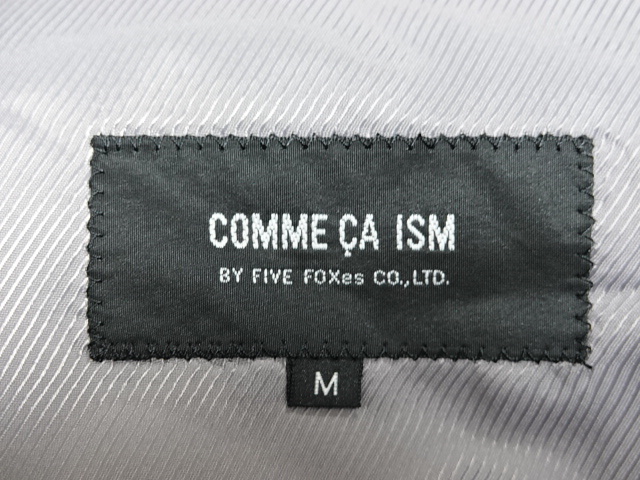 COMME ÇA ISM
BY FIVE FOXes CO.,LTD.
M